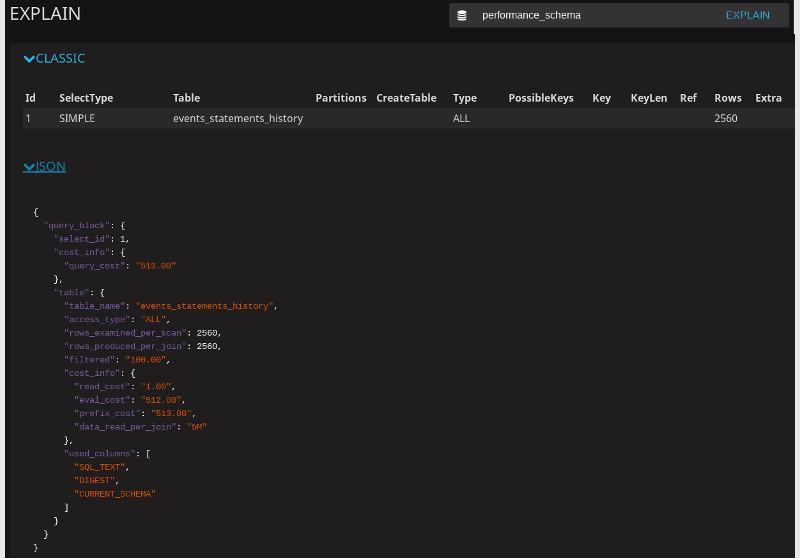 EXPLAIN
performance_schema EXPLAIN
CLASSIC
Id SelectType Table Partitions CreateTable Type PossibleKeys Key KeyLen Ref Rows Extra
1 SIMPLE events_statements_history ALL 2560
JSON
{
  "query_block": {
    "select_id": 1,
    "cost_info": {
      "query_cost": "513.00"
    },
    "table": {
      "table_name": "events_statements_history",
      "access_type": "ALL",
      "rows_examined_per_scan": 2560,
      "rows_produced_per_join": 2560,
      "filtered": "100.00",
      "cost_info": {
        "read_cost": "1.00",
        "eval_cost": "512.00",
        "prefix_cost": "513.00",
        "data_read_per_join": "5M"
      },
      "used_columns": [
        "SQL_TEXT",
        "DIGEST",
        "CURRENT_SCHEMA"
      ]
    }
  }
}